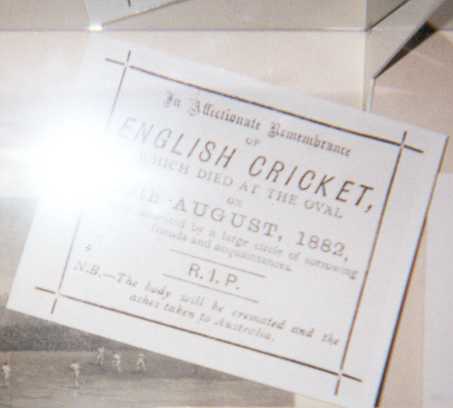 In Affectionate Remembrance
OF
ENGLISH CRICKET,
WHICH DIED AT THE OVAL
ON
AUGUST, 1882,
by a large circle of sorrowing
friends and acquaintances.
R.I.P.
N.B.—The body will be cremated and the
ashes taken to Australia.